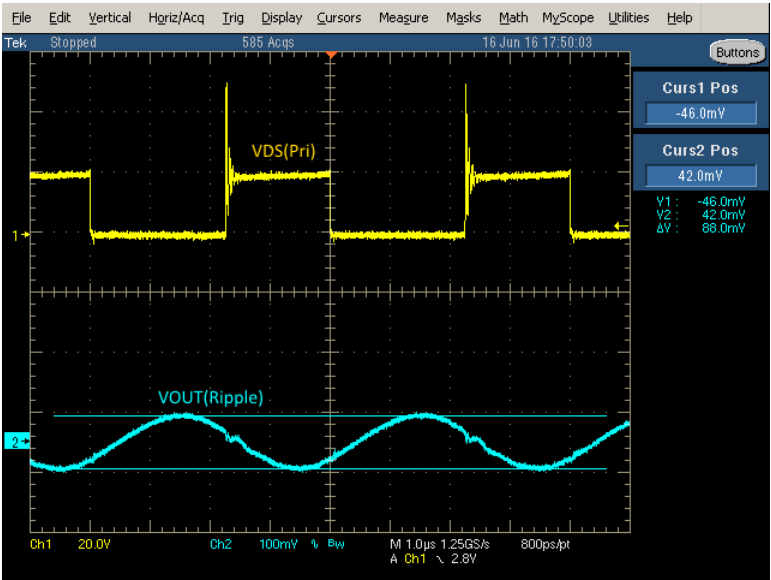 File Edit Vertical Horiz/Acq Trig Display Cursors Measure Masks Math MyScope Utilities Help
Tek Stopped 585 Acqs 16 Jun 16 17:50:03
Buttons
Curs1 Pos
-46.0mV
Curs2 Pos
42.0mV
V1: -46.0mV
V2: 42.0mV
ΔV: 88.0mV
VDS(Pri)
1
VOUT(Ripple)
2
Ch1 20.0V Ch2 100mV ∿ Bw M 1.0µs 1.25GS/s 800ps/pt
A Ch1 \ 2.8V